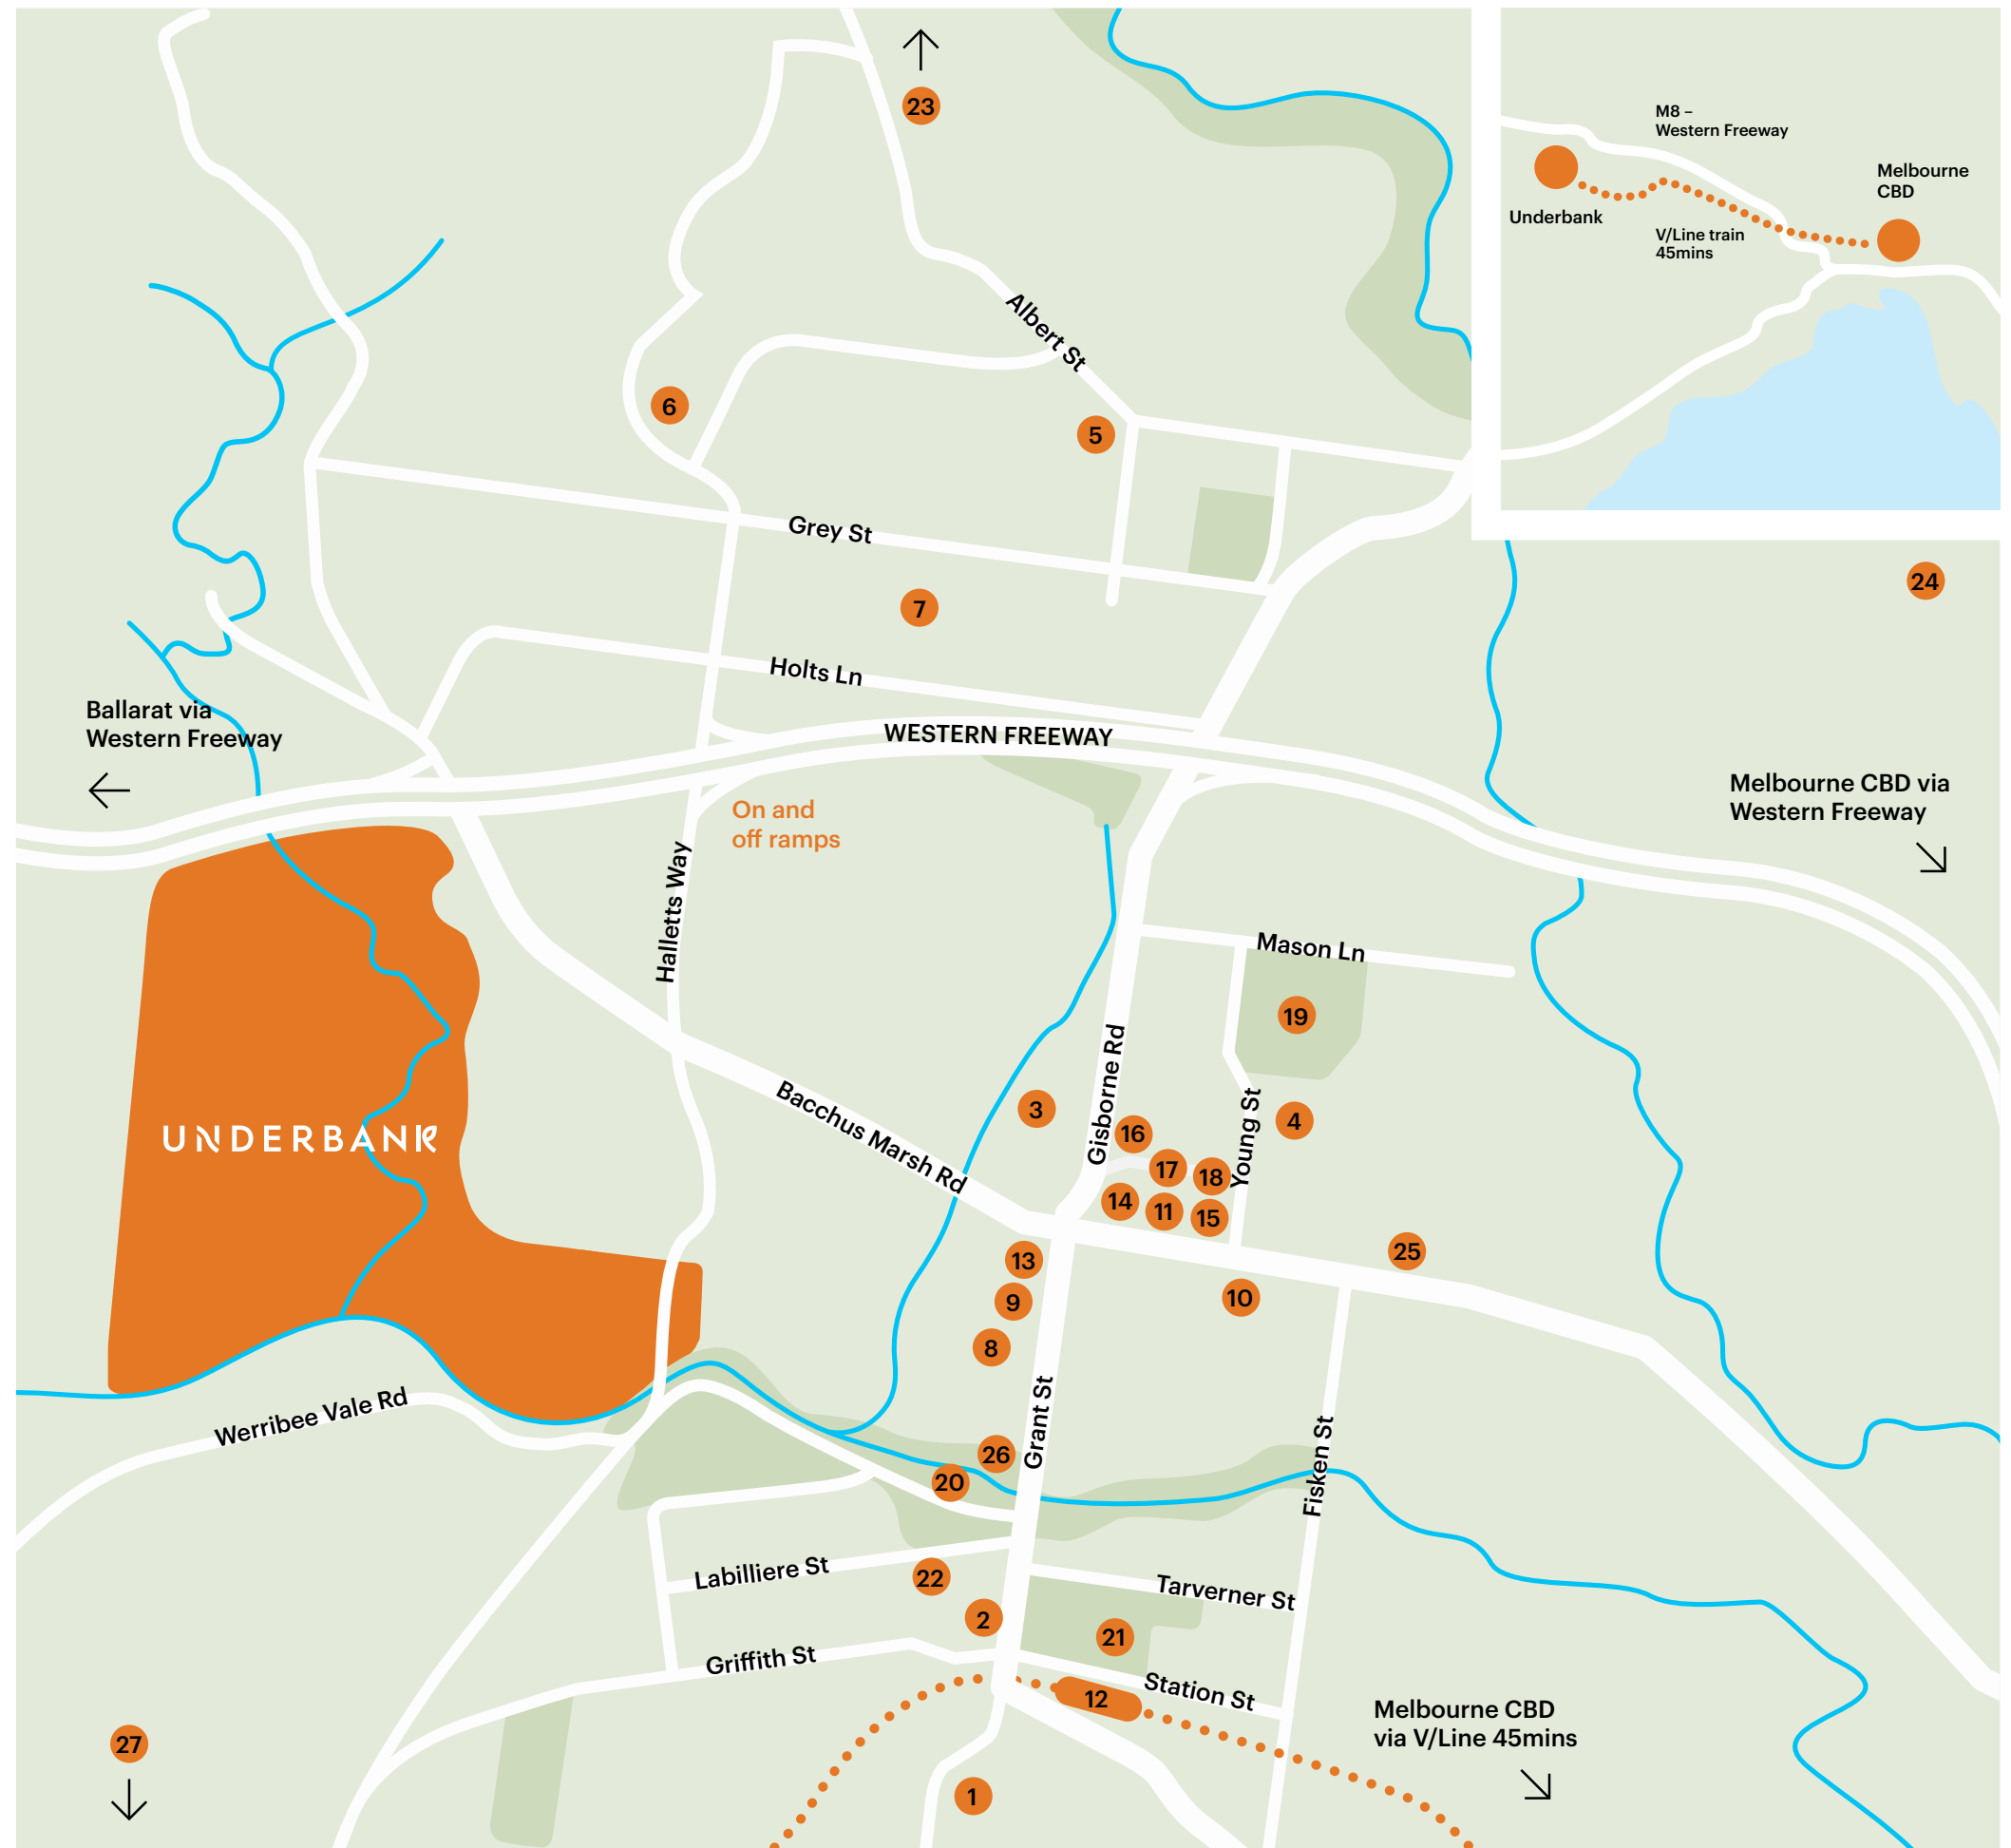 23
M8 –
Western Freeway
Melbourne
CBD
Underbank
V/Line train
45mins
Albert St
6
5
Grey St
24
7
Holts Ln
Ballarat via
Western Freeway
WESTERN FREEWAY
Melbourne CBD via
Western Freeway
On and
off ramps
Halletts Way
Mason Ln
19
Gisborne Rd
Bacchus Marsh Rd
3
4
16
Young St
UNDERBANK
17
18
14
11
15
13
25
9
10
8
Werribee Vale Rd
Grant St
26
Fisken St
20
Labilliere St
22
Tarverner St
2
21
Griffith St
Station St
12
Melbourne CBD
via V/Line 45mins
27
1